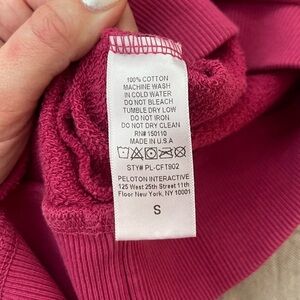 100% COTTON
MACHINE WASH
IN COLD WATER
DO NOT BLEACH
TUMBLE DRY LOW
DO NOT IRON
DO NOT DRY CLEAN
RN# 150110
MADE IN U.S.A
STY# PL-CFT902
PELOTON INTERACTIVE
125 West 25th Street 11th
Floor New York, NY 10001
S